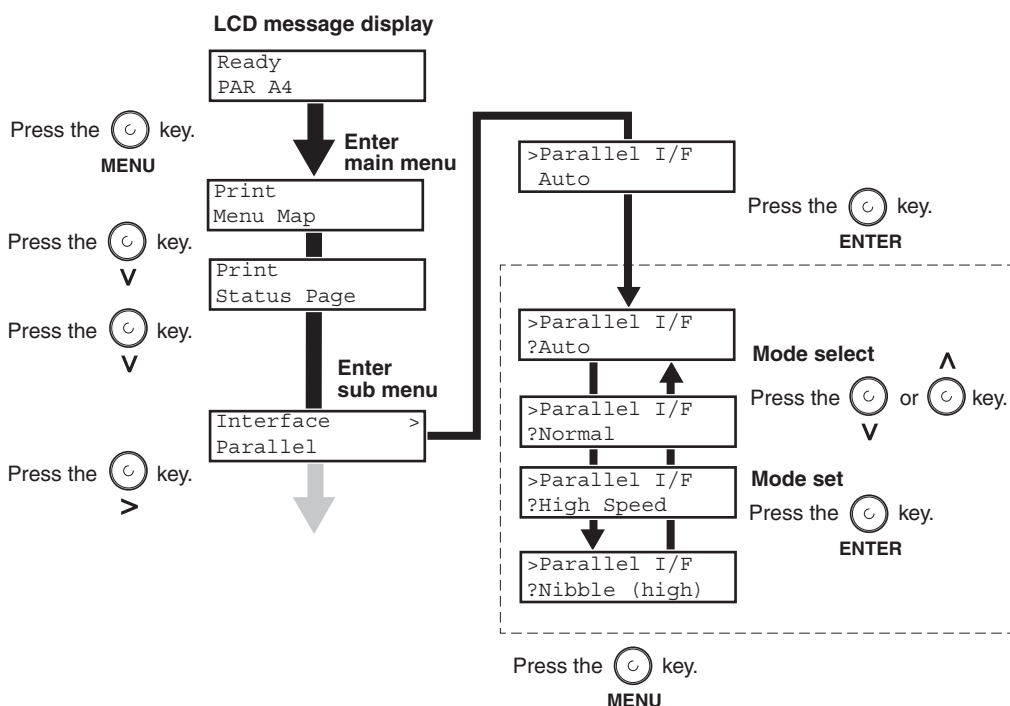 LCD message display
Ready
PAR A4
Press the key.
MENU
Enter
main menu
Print
Menu Map
Press the key.
V
Print
Status Page
Press the key.
V
Enter
sub menu
Interface >
Parallel
Press the key.
>
>Parallel I/F
Auto
Press the key.
ENTER
>Parallel I/F
?Auto
Mode select
Press the or key.
V
Λ
>Parallel I/F
?Normal
>Parallel I/F
?High Speed
Mode set
Press the key.
ENTER
>Parallel I/F
?Nibble (high)
Press the key.
MENU